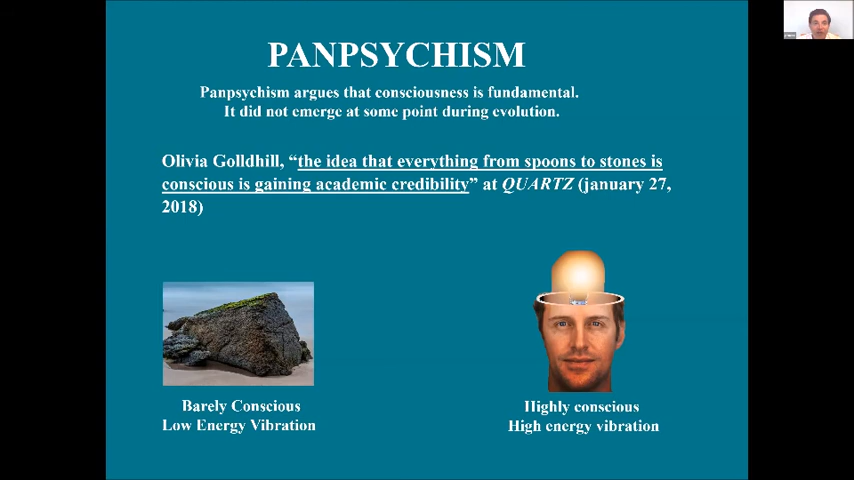 PANPSYCHISM
Panpsychism argues that consciousness is fundamental.
It did not emerge at some point during evolution.
Olivia Golldhill, “the idea that everything from spoons to stones is
conscious is gaining academic credibility” at QUARTZ (january 27,
2018)
Barely Conscious
Low Energy Vibration
Highly conscious
High energy vibration